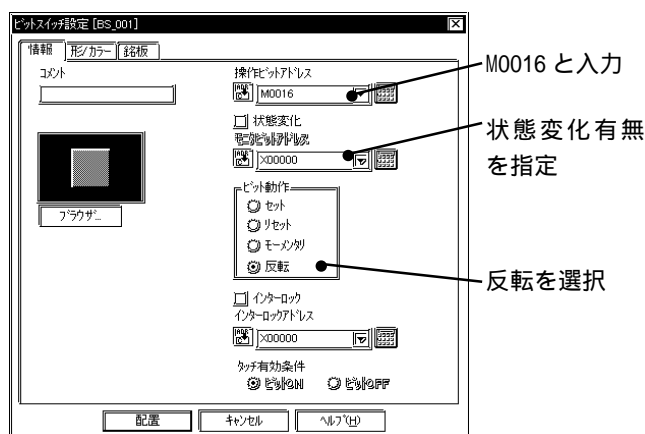 ビットスイッチ設定 [BS_001]
情報 形/カラー 銘板
コメント
操作ビットアドレス
M0016
M0016 と入力
状態変化
モニタビットアドレス
X00000
状態変化有無
を指定
ブラウザ...
ビット動作
セット
リセット
モーメンタリ
反転
反転を選択
インターロック
インターロックアドレス
X00000
タッチ有効条件
ビットON ビットOFF
配置 キャンセル ヘルプ(H)